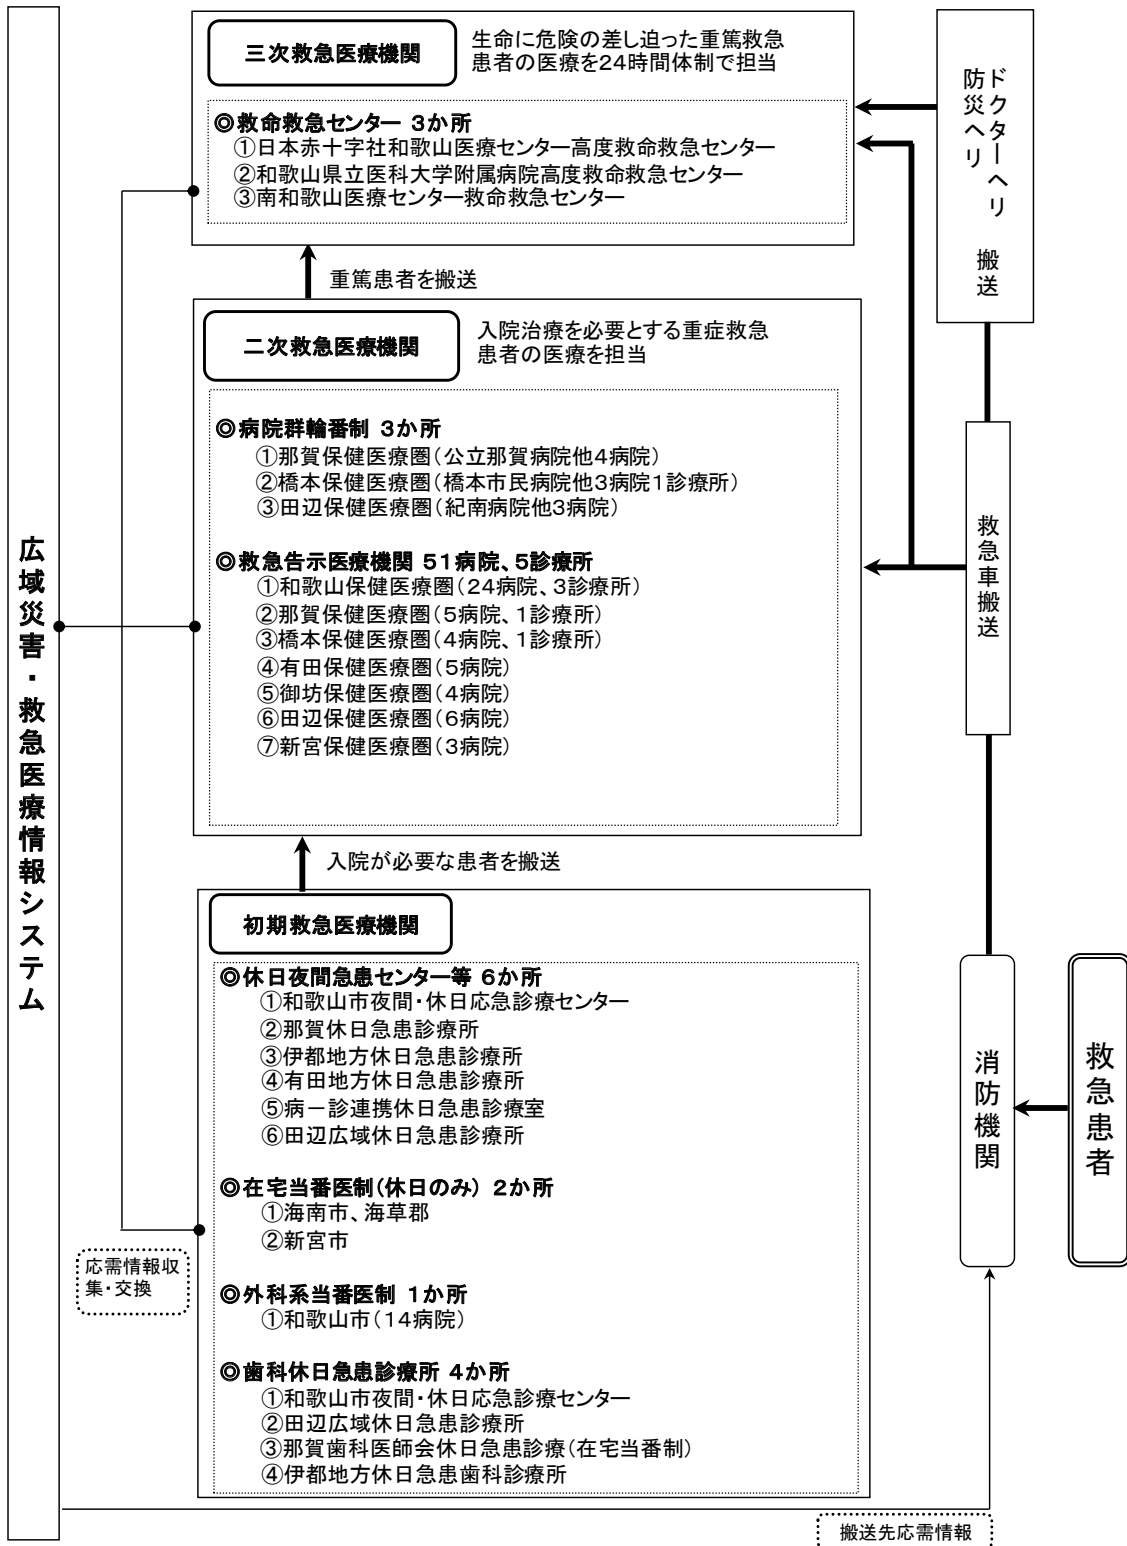 広域災害・救急医療情報システム
三次救急医療機関
生命に危険の差し迫った重篤救急
患者の医療を24時間体制で担当
◎救命救急センター 3か所
①日本赤十字社和歌山医療センター高度救命救急センター
②和歌山県立医科大学附属病院高度救命救急センター
③南和歌山医療センター救命救急センター
重篤患者を搬送
二次救急医療機関
入院治療を必要とする重症救急
患者の医療を担当
◎病院群輪番制 3か所
①那賀保健医療圏(公立那賀病院他4病院)
②橋本保健医療圏(橋本市民病院他3病院1診療所)
③田辺保健医療圏(紀南病院他3病院)
◎救急告示医療機関 51病院、5診療所
①和歌山保健医療圏(24病院、3診療所)
②那賀保健医療圏(5病院、1診療所)
③橋本保健医療圏(4病院、1診療所)
④有田保健医療圏(5病院)
⑤御坊保健医療圏(4病院)
⑥田辺保健医療圏(6病院)
⑦新宮保健医療圏(3病院)
入院が必要な患者を搬送
初期救急医療機関
◎休日夜間急患センター等 6か所
①和歌山市夜間・休日応急診療センター
②那賀休日急患診療所
③伊都地方休日急患診療所
④有田地方休日急患診療所
⑤病－診連携休日急患診療室
⑥田辺広域休日急患診療所
◎在宅当番医制(休日のみ) 2か所
①海南市、海草郡
②新宮市
◎外科系当番医制 1か所
①和歌山市(14病院)
◎歯科休日急患診療所 4か所
①和歌山市夜間・休日応急診療センター
②田辺広域休日急患診療所
③那賀歯科医師会休日急患診療(在宅当番制)
④伊都地方休日急患歯科診療所
応需情報収
集・交換
ドクターヘリ
防災ヘリ
搬送
救急車搬送
消防機関
救急患者
搬送先応需情報